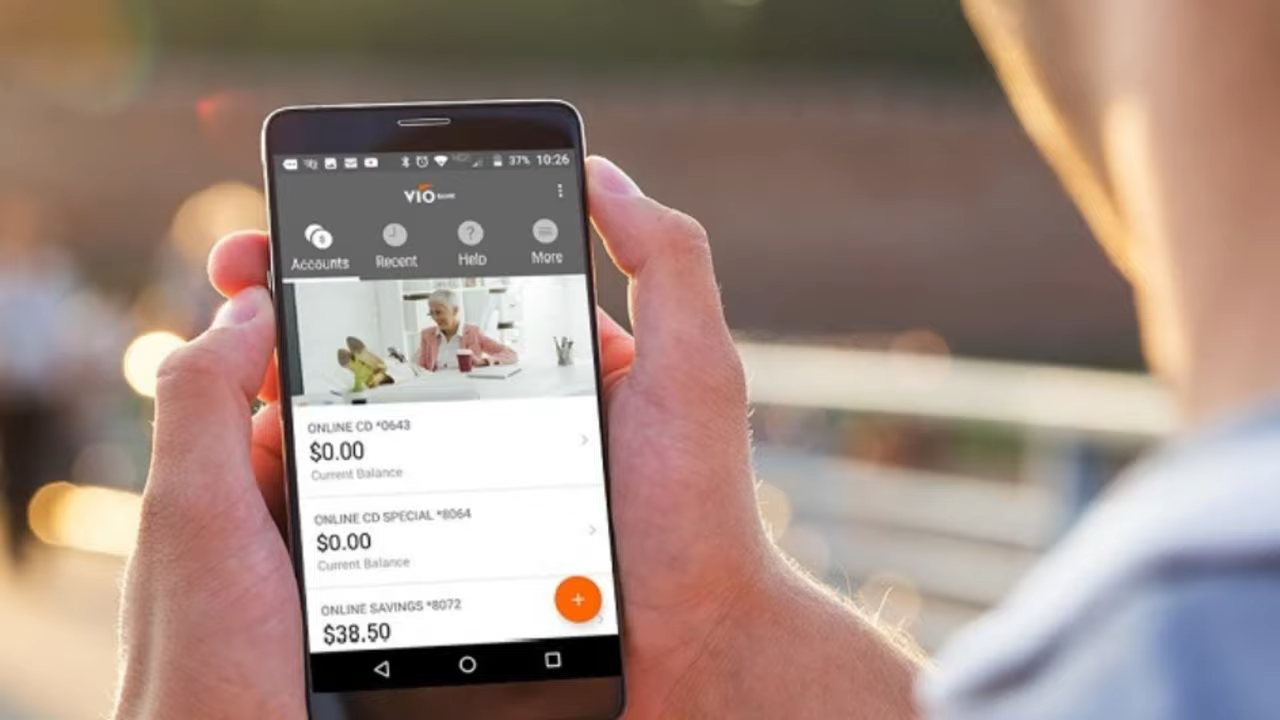 37% 10:26
VIO BANK
Accounts Recent Help More
ONLINE CD *0643
$0.00
Current Balance
ONLINE CD SPECIAL *8064
$0.00
Current Balance
ONLINE SAVINGS *8072
$38.50